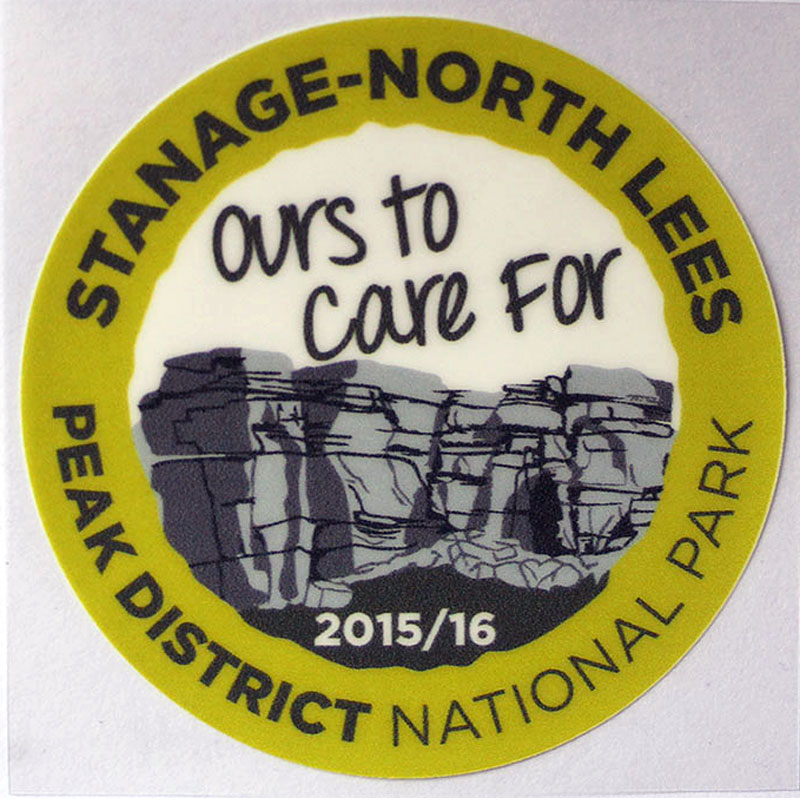 STANAGE-NORTH LEES
ours to
care For
2015/16
PEAK DISTRICT NATIONAL PARK